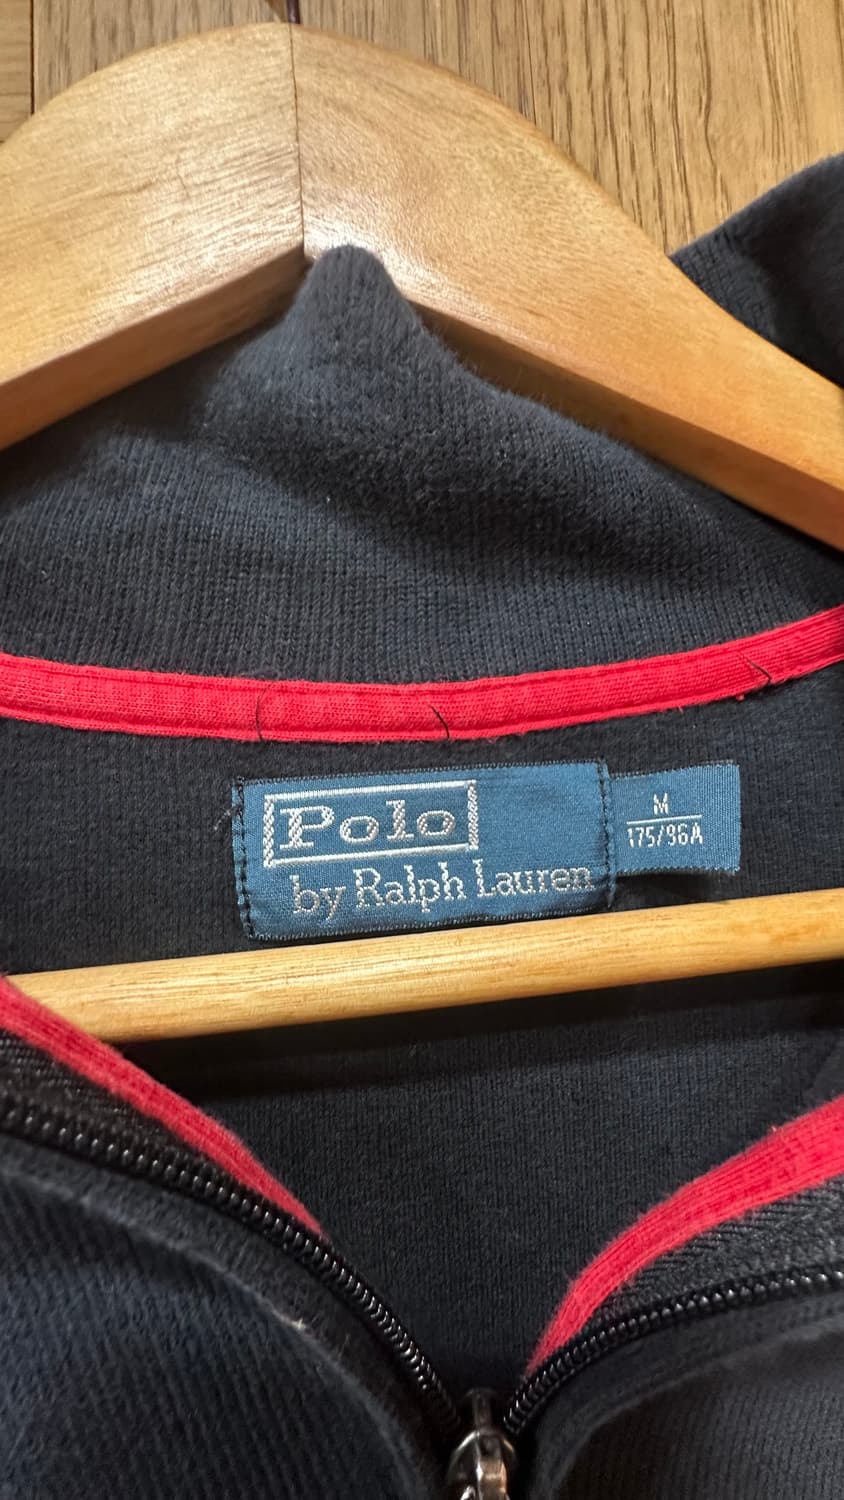 Polo
by Ralph Lauren
M
175/96A